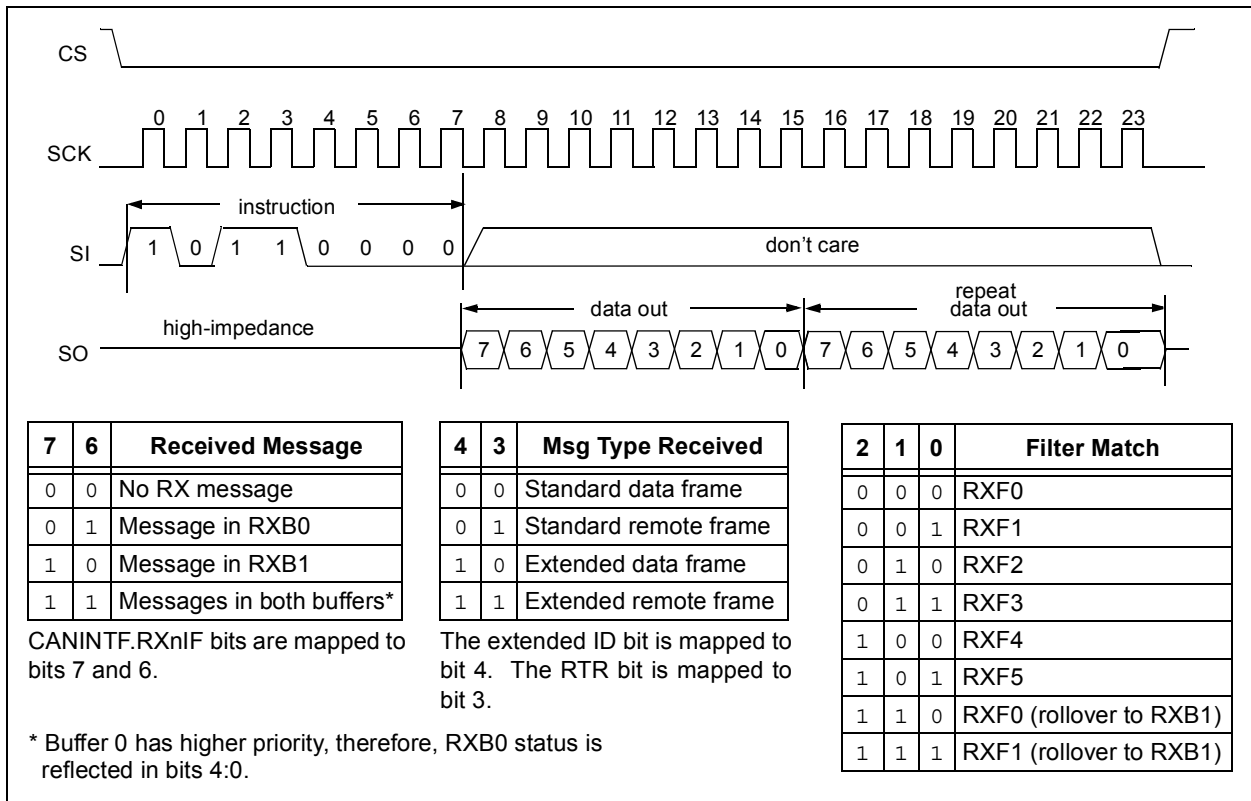 CS
0 1 2 3 4 5 6 7 8 9 10 11 12 13 14 15 16 17 18 19 20 21 22 23
SCK
instruction
SI 1 0 1 1 0 0 0 0 don't care
repeat
data out data out
high-impedance
SO 7 6 5 4 3 2 1 0 7 6 5 4 3 2 1 0
7 6 Received Message
0 0 No RX message
0 1 Message in RXB0
1 0 Message in RXB1
1 1 Messages in both buffers*
CANINTF.RXnIF bits are mapped to
bits 7 and 6.
4 3 Msg Type Received
0 0 Standard data frame
0 1 Standard remote frame
1 0 Extended data frame
1 1 Extended remote frame
The extended ID bit is mapped to
bit 4. The RTR bit is mapped to
bit 3.
2 1 0 Filter Match
0 0 0 RXF0
0 0 1 RXF1
0 1 0 RXF2
0 1 1 RXF3
1 0 0 RXF4
1 0 1 RXF5
1 1 0 RXF0 (rollover to RXB1)
1 1 1 RXF1 (rollover to RXB1)
* Buffer 0 has higher priority, therefore, RXB0 status is
reflected in bits 4:0.